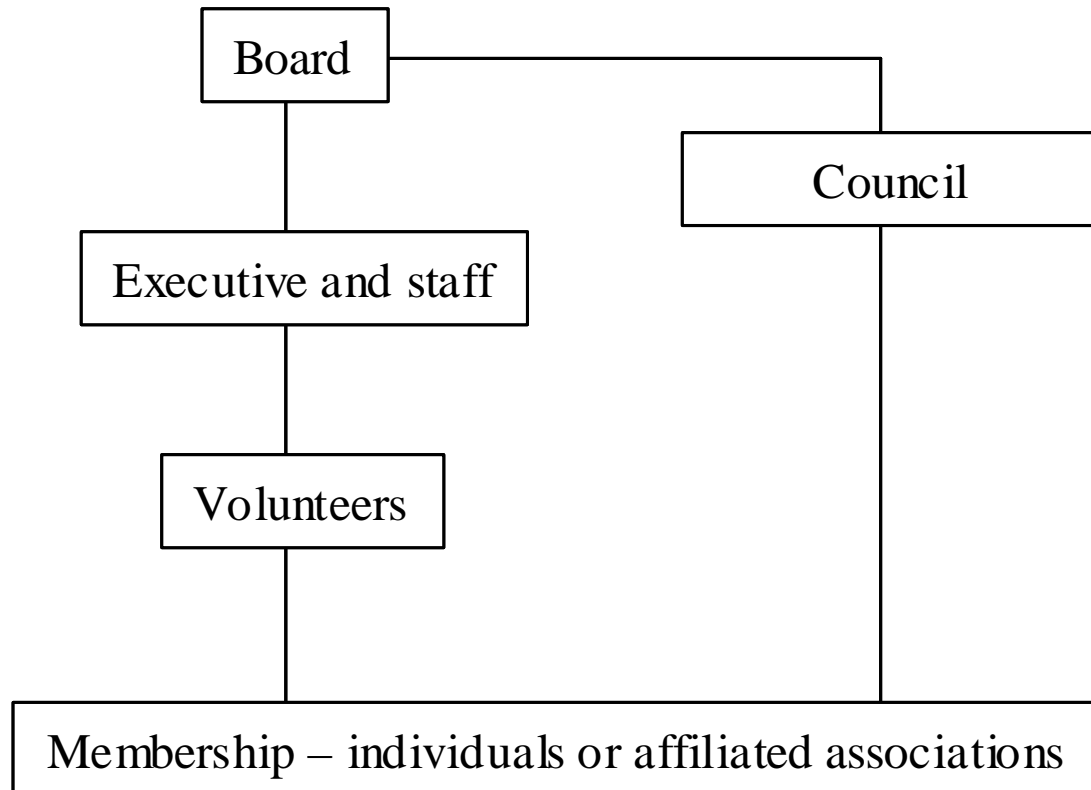 Board
Council
Executive and staff
Volunteers
Membership – individuals or affiliated associations